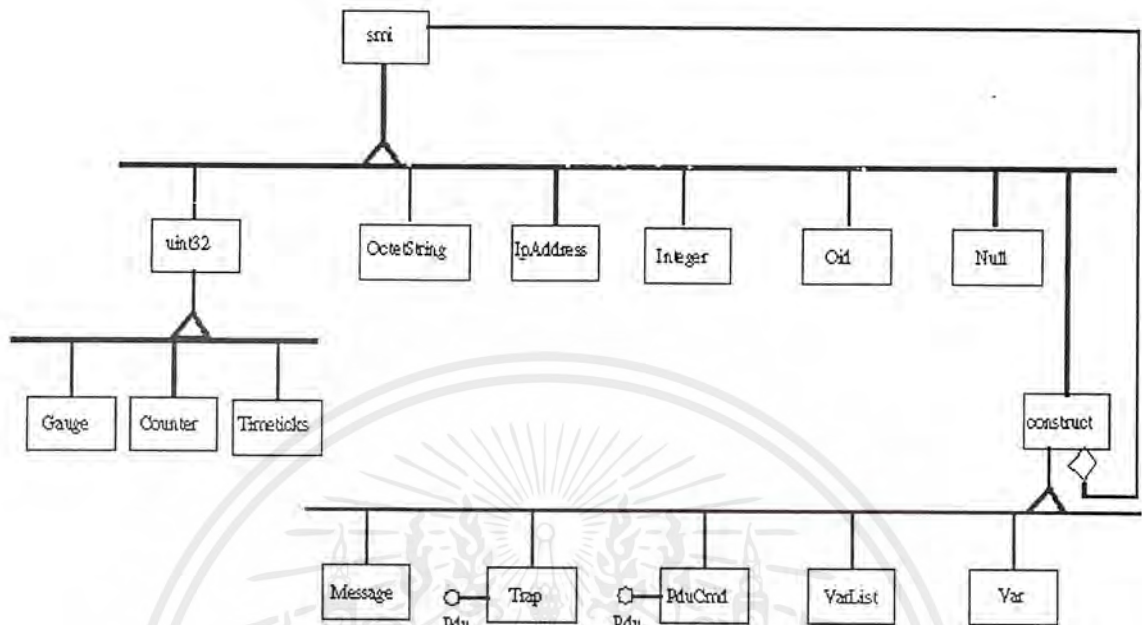 smi
uint32
OctetString
IpAddress
Integer
Oid
Null
Gauge
Counter
Timeticks
construct
Message
Trap
PduCmd
VarList
Var
Pdu
Pdu